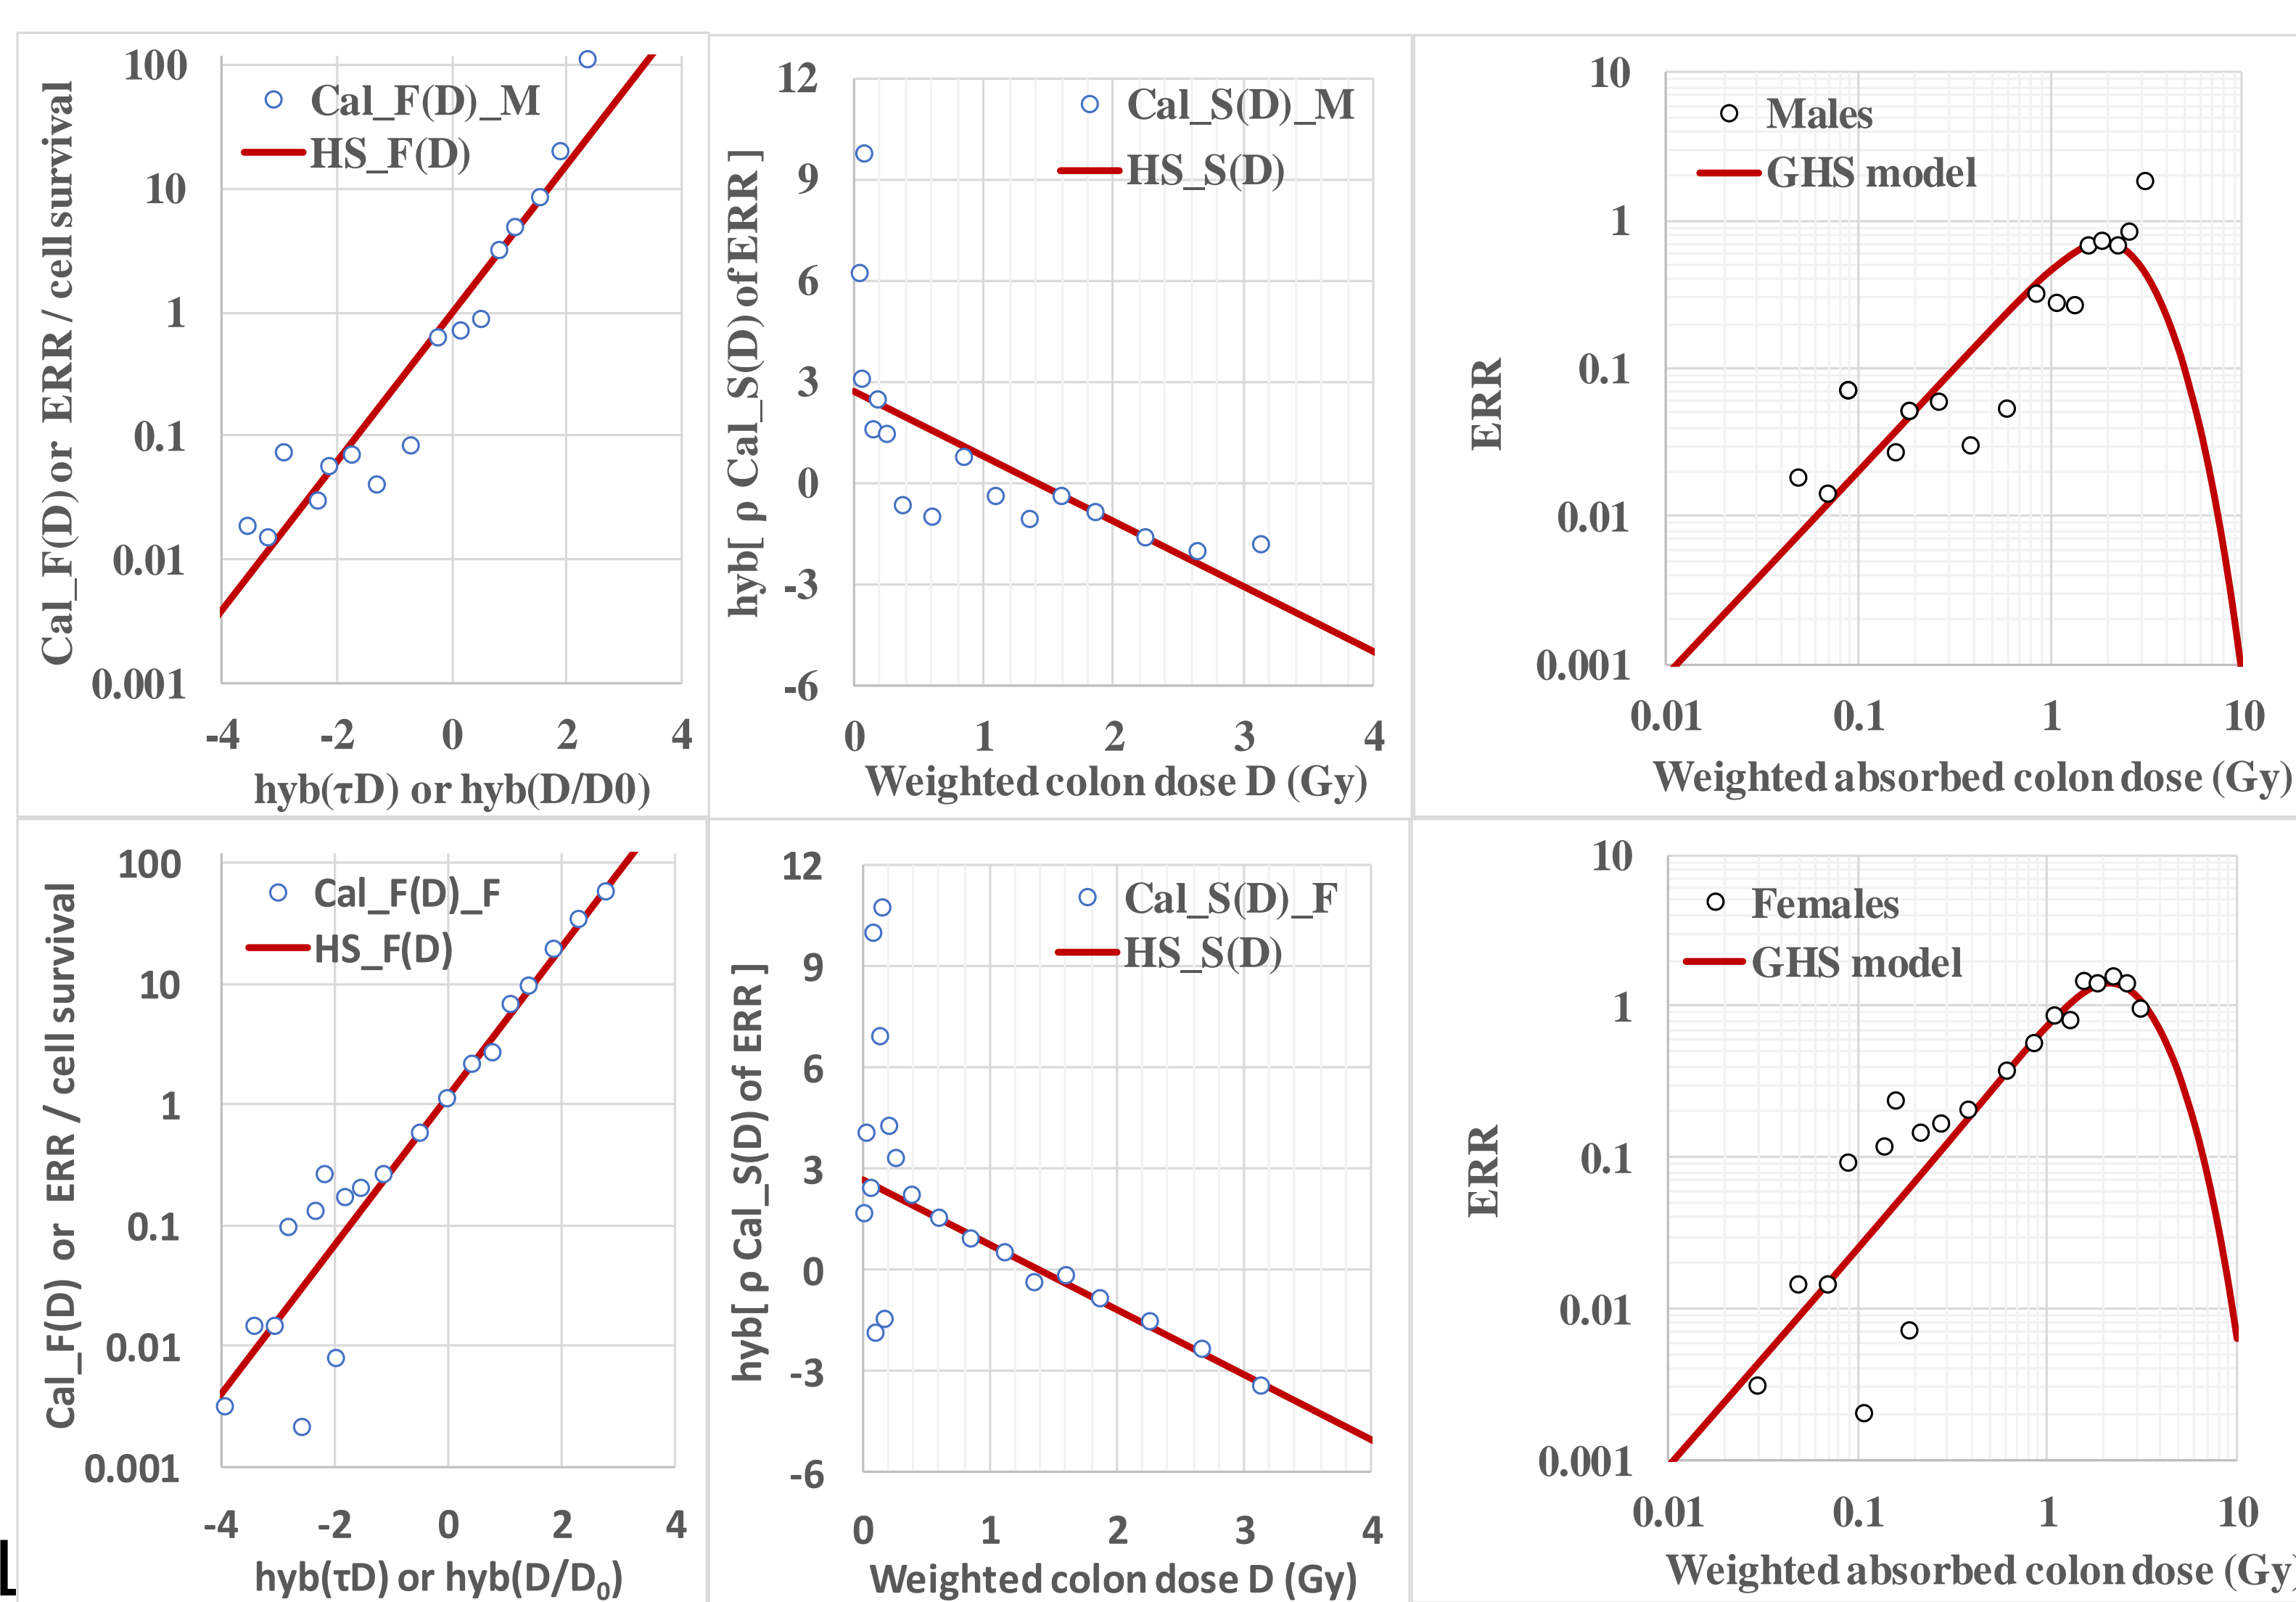 Cal_F(D) or ERR / cell survival
100
10
1
0.1
0.01
0.001
Cal_F(D)_M
HS_F(D)
-4 -2 0 2 4
hyb(τD) or hyb(D/D0)
hyb[ ρ Cal_S(D) of ERR ]
12
9
6
3
0
-3
-6
Cal_S(D)_M
HS_S(D)
0 1 2 3 4
Weighted colon dose D (Gy)
ERR
10
1
0.1
0.01
0.001
Males
GHS model
0.01 0.1 1 10
Weighted absorbed colon dose (Gy)
Cal_F(D) or ERR / cell survival
100
10
1
0.1
0.01
0.001
Cal_F(D)_F
HS_F(D)
-4 -2 0 2 4
hyb(τD) or hyb(D/D₀)
hyb[ ρ Cal_S(D) of ERR ]
12
9
6
3
0
-3
-6
Cal_S(D)_F
HS_S(D)
0 1 2 3 4
Weighted colon dose D (Gy)
ERR
10
1
0.1
0.01
0.001
Females
GHS model
0.01 0.1 1 10
Weighted absorbed colon dose (Gy)